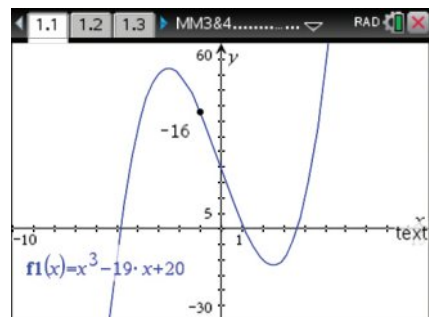 1.1 1.2 1.3 MM3&4........… RAD
60 y
-16
5
x
-10 1 text
f1(x)=x³-19·x+20
-30